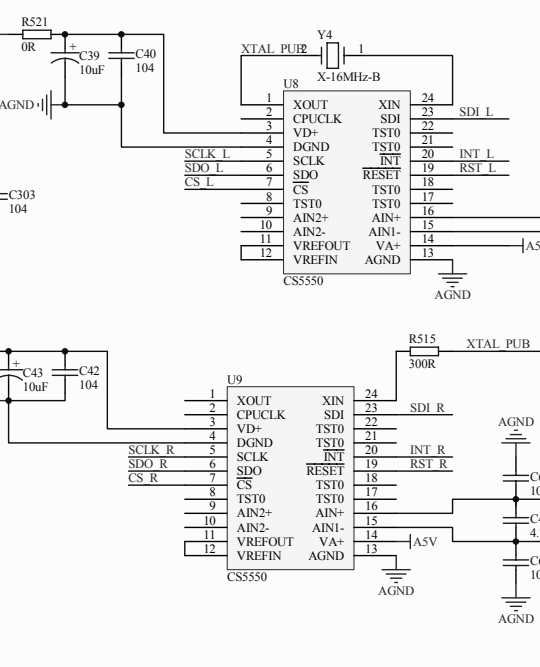 R521
0R
C39
10uF
C40
104
AGND
C303
104
Y4
XTAL_PUB
2
1
X-16MHz-B
U8
1 XOUT XIN 24
2 CPUCLK SDI 23 SDI_L
3 VD+ TST0 22
4 DGND TST0 21
SCLK_L 5 SCLK INT 20 INT_L
SDO_L 6 SDO RESET 19 RST_L
CS_L 7 CS TST0 18
8 TST0 TST0 17
9 AIN2+ AIN+ 16
10 AIN2- AIN1- 15
11 VREFOUT VA+ 14
12 VREFIN AGND 13
CS5550
AGND
R515
300R
XTAL_PUB
C43
10uF
C42
104
U9
1 XOUT XIN 24
2 CPUCLK SDI 23 SDI_R
3 VD+ TST0 22
4 DGND TST0 21
SCLK_R 5 SCLK INT 20 INT_R
SDO_R 6 SDO RESET 19 RST_R
CS_R 7 CS TST0 18
8 TST0 TST0 17
9 AIN2+ AIN+ 16
10 AIN2- AIN1- 15
11 VREFOUT VA+ 14 A5V
12 VREFIN AGND 13
CS5550
AGND
AGND
AGND